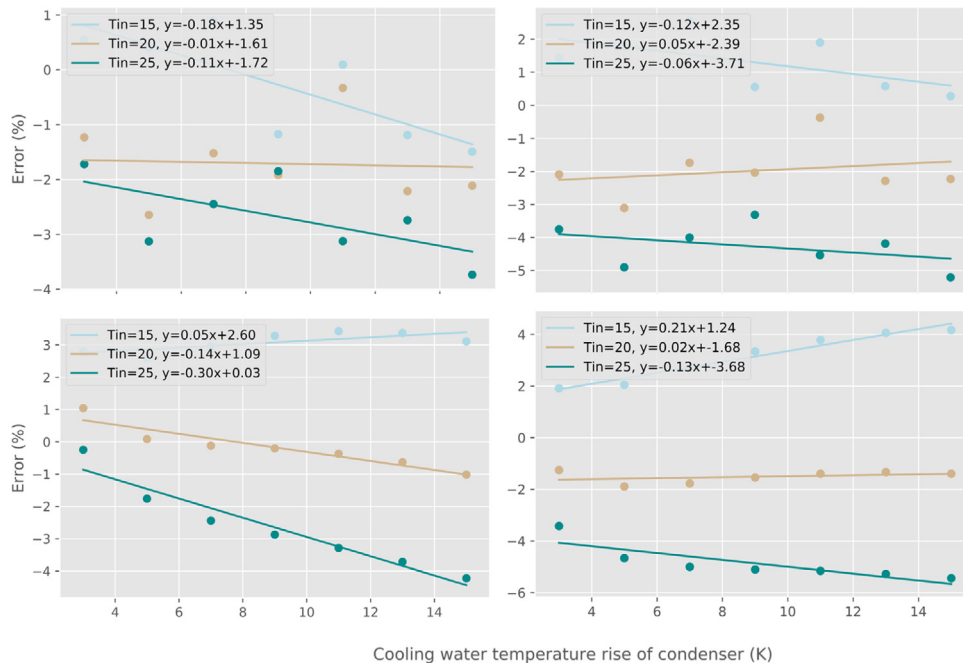 1
0
−1
−2
−3
−4
Error (%)
Tin=15, y=-0.18x+1.35
Tin=20, y=-0.01x+-1.61
Tin=25, y=-0.11x+-1.72
2
1
0
−1
−2
−3
−4
−5
Tin=15, y=-0.12x+2.35
Tin=20, y=0.05x+-2.39
Tin=25, y=-0.06x+-3.71
3
2
1
0
−1
−2
−3
−4
Error (%)
Tin=15, y=0.05x+2.60
Tin=20, y=-0.14x+1.09
Tin=25, y=-0.30x+0.03
4 6 8 10 12 14
4
2
0
−2
−4
−6
Tin=15, y=0.21x+1.24
Tin=20, y=0.02x+-1.68
Tin=25, y=-0.13x+-3.68
4 6 8 10 12 14
Cooling water temperature rise of condenser (K)